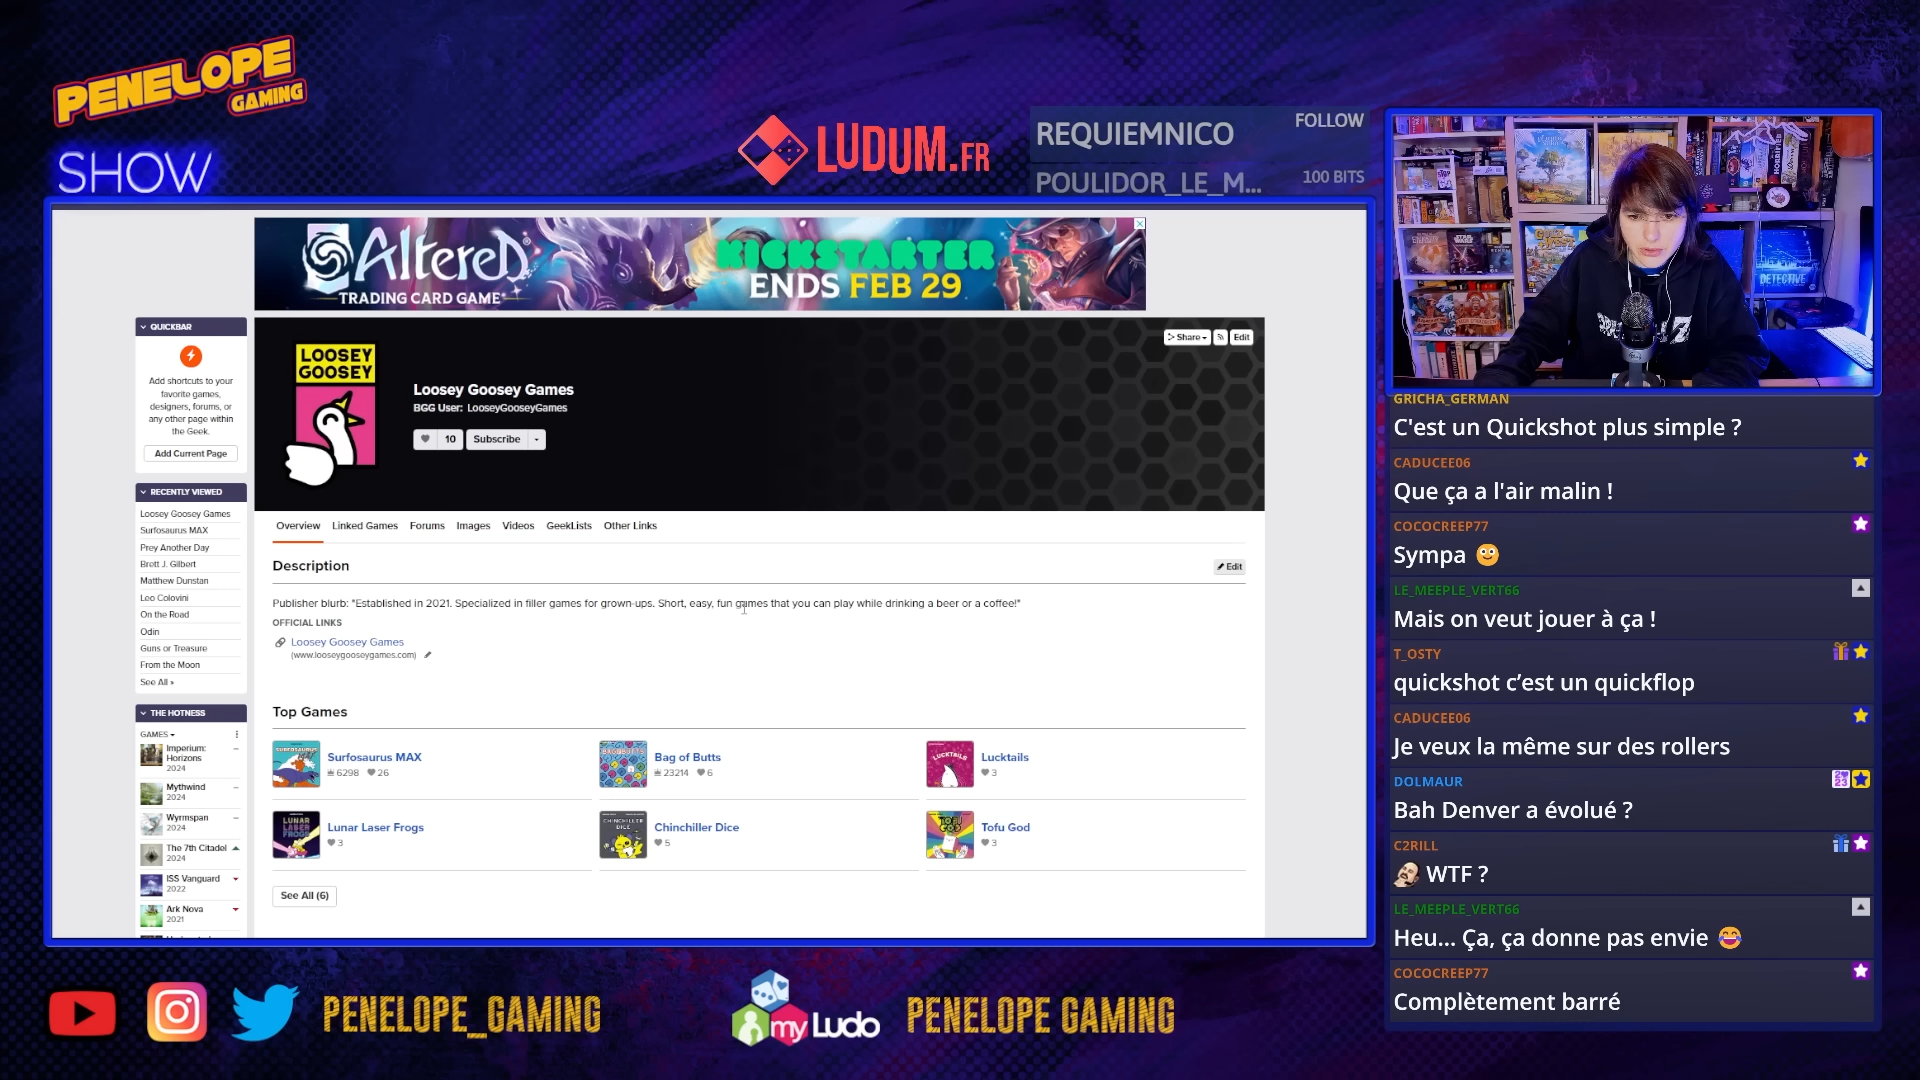 PENELOPE
GAMING
SHOW
LUDUM.FR
REQUIEMNICO
FOLLOW
POULIDOR_LE_M...
100 BITS
Altered
TRADING CARD GAME
KICKSTARTER
ENDS FEB 29
QUICKBAR
Add shortcuts to your
favorite games,
designers, forums, or
any other page within
the Geek.
Add Current Page
RECENTLY VIEWED
Loosey Goosey Games
Surfosaurus MAX
Prey Another Day
Brett J. Gilbert
Matthew Dunstan
Leo Colovini
On the Road
Odin
Guns or Treasure
From the Moon
See All »
THE HOTNESS
GAMES
Imperium:
Horizons
2024
Mythwind
2024
Wyrmspan
2024
The 7th Citadel
2024
ISS Vanguard
2022
Ark Nova
2021
LOOSEY
GOOSEY
Loosey Goosey Games
BGG User: LooseyGooseyGames
10
Subscribe
Share
Edit
Overview
Linked Games
Forums
Images
Videos
GeekLists
Other Links
Description
Edit
Publisher blurb: "Established in 2021. Specialized in filler games for grown-ups. Short, easy, fun games that you can play while drinking a beer or a coffee!"
OFFICIAL LINKS
Loosey Goosey Games
(www.looseygooseygames.com)
Top Games
Surfosaurus MAX
6298 26
Bag of Butts
23214 6
Lucktails
3
Lunar Laser Frogs
3
Chinchiller Dice
5
Tofu God
3
See All (6)
DETECTIVE
GRICHA_GERMAN
C'est un Quickshot plus simple ?
CADUCEE06
Que ça a l'air malin !
COCOCREEP77
Sympa
LE_MEEPLE_VERT66
Mais on veut jouer à ça !
T_OSTY
quickshot c’est un quickflop
CADUCEE06
Je veux la même sur des rollers
DOLMAUR
Bah Denver a évolué ?
C2RILL
WTF ?
LE_MEEPLE_VERT66
Heu... Ça, ça donne pas envie
COCOCREEP77
Complètement barré
PENELOPE_GAMING
myLudo
PENELOPE GAMING